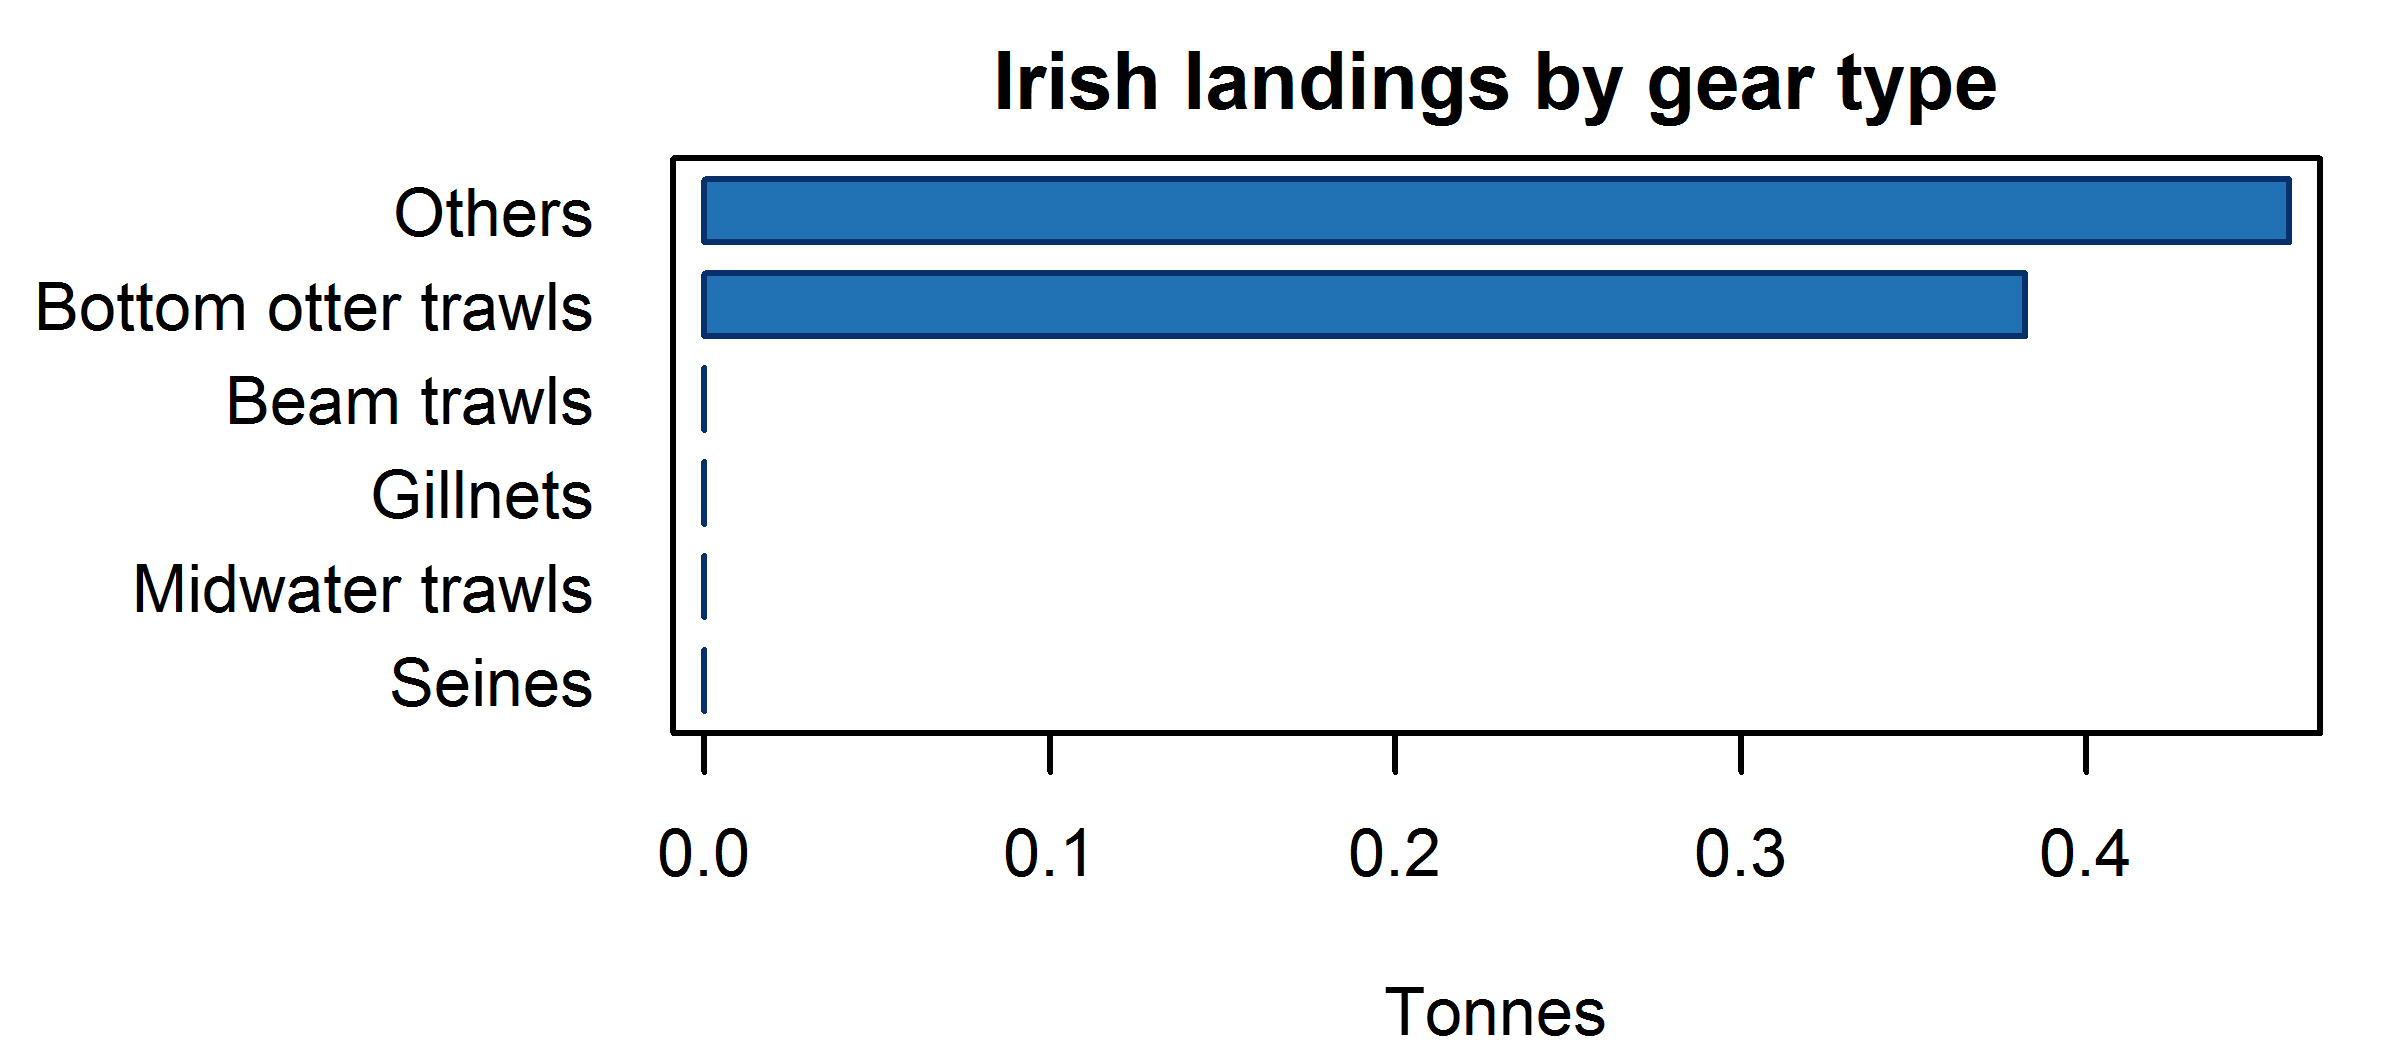 Irish landings by gear type
Others
Bottom otter trawls
Beam trawls
Gillnets
Midwater trawls
Seines
0.0 0.1 0.2 0.3 0.4
Tonnes